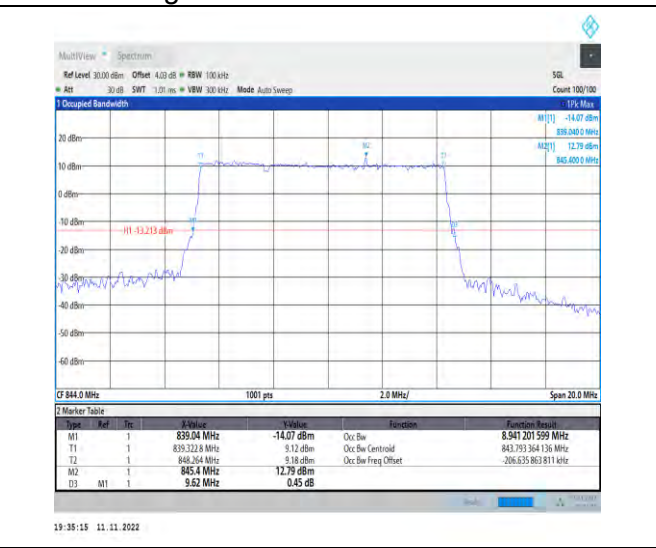 MultiView Spectrum
Ref Level 30.00 dBm Offset 4.03 dB RBW 100 kHz SGL
Att 30 dB SWT 1.01 ms VBW 300 kHz Mode Auto Sweep Count 100/100
1 Occupied Bandwidth 1Pk Max
M1[1] -14.07 dBm
839.0400 MHz
20 dBm M2[1] 12.79 dBm
845.4000 MHz
M2
T1
10 dBm
0 dBm
-10 dBm
H1 -13.213 dBm
-20 dBm
-30 dBm
-40 dBm
-50 dBm
-60 dBm
CF 844.0 MHz 1001 pts 2.0 MHz/ Span 20.0 MHz
2 Marker Table
Type Ref Trc X-Value Y-Value Function Function Result
M1 1 839.04 MHz -14.07 dBm Occ Bw 8.941 201 599 MHz
T1 1 839.322 8 MHz 9.12 dBm Occ Bw Centroid 843.793 364 136 MHz
T2 1 848.264 MHz 9.18 dBm Occ Bw Freq Offset -206.635 863 811 kHz
M2 1 845.4 MHz 12.79 dBm
D3 M1 1 9.62 MHz 0.45 dB
19:35:15 11.11.2022